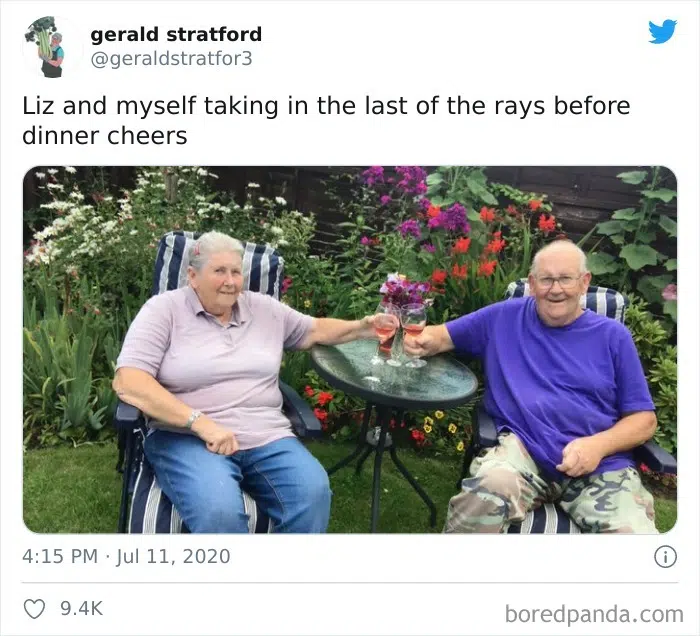 gerald stratford
@geraldstratfor3
Liz and myself taking in the last of the rays before
dinner cheers
4:15 PM · Jul 11, 2020
9.4K
boredpanda.com